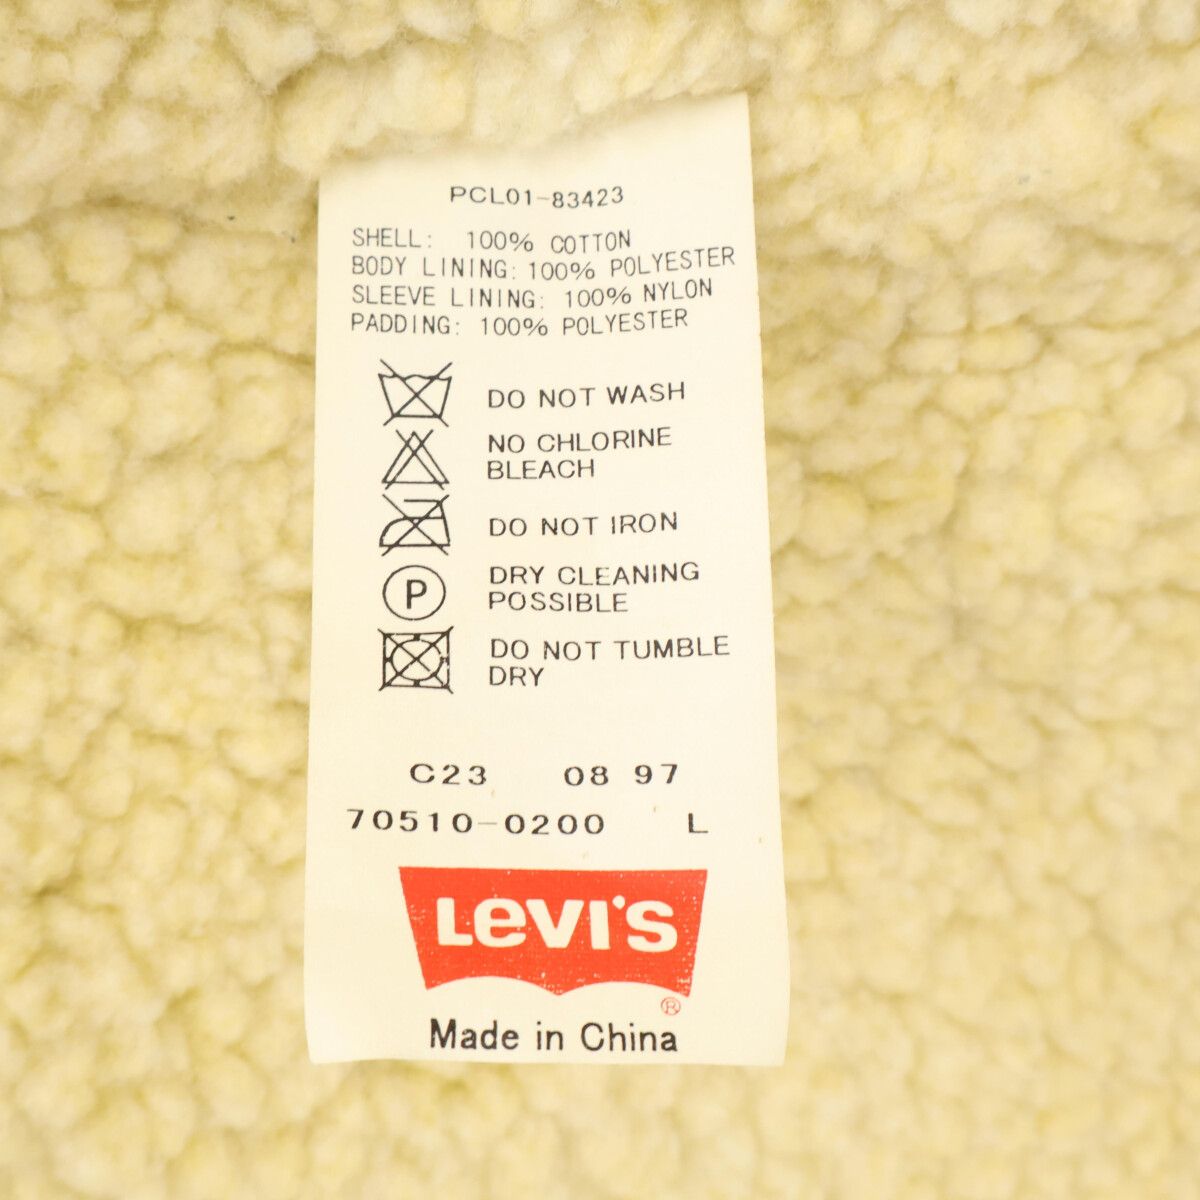 PCL01-83423
SHELL: 100% COTTON
BODY LINING: 100% POLYESTER
SLEEVE LINING: 100% NYLON
PADDING: 100% POLYESTER
DO NOT WASH
NO CHLORINE
BLEACH
DO NOT IRON
P DRY CLEANING
POSSIBLE
DO NOT TUMBLE
DRY
C23 08 97
70510-0200 L
LEVI'S
®
Made in China